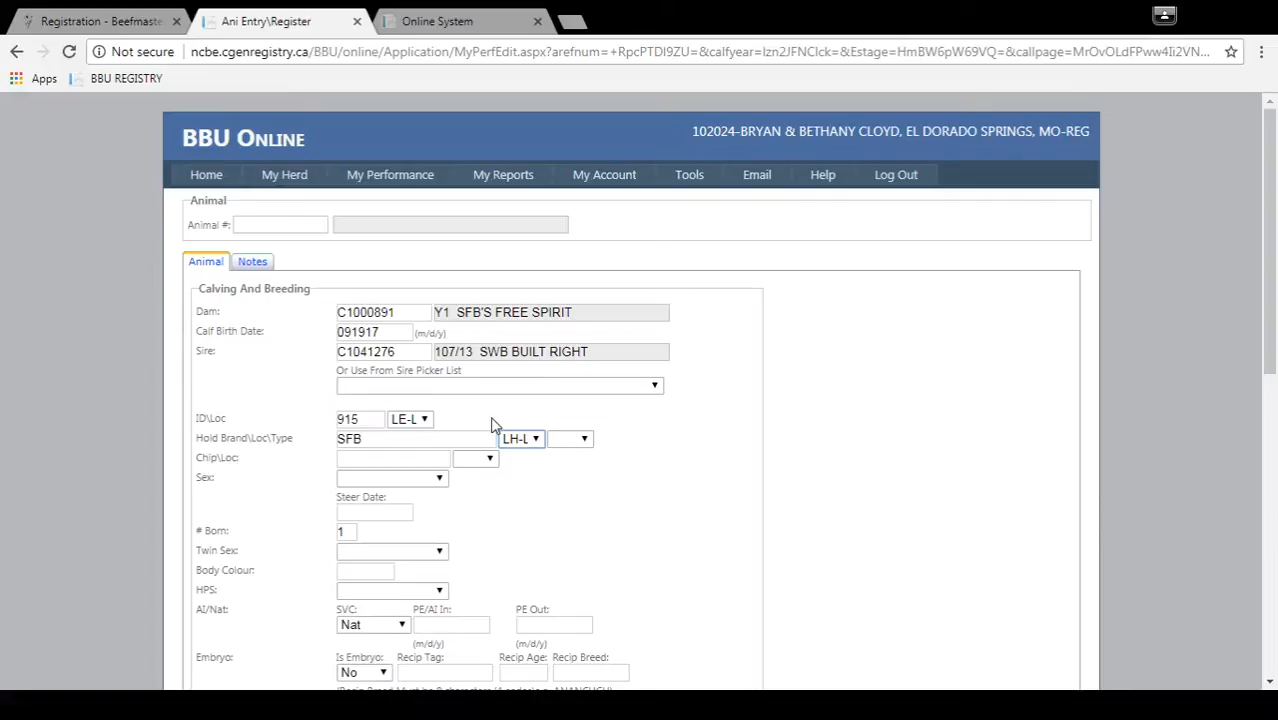 Registration - Beefmaste
Ani Entry\Register
Online System
Not secure
ncbe.cgenregistry.ca/BBU/online/Application/MyPerfEdit.aspx?arefnum=+RpcPTDI9ZU=&calfyear=Izn2JFNClck=&Estage=HmBW6pW69VQ=&callpage=MrOvOLdFPww4Ii2VN...
Apps BBU REGISTRY
BBU ONLINE
102024-BRYAN & BETHANY CLOYD, EL DORADO SPRINGS, MO-REG
Home My Herd My Performance My Reports My Account Tools Email Help Log Out
Animal
Animal #:
Animal Notes
Calving And Breeding
Dam: C1000891 Y1 SFB'S FREE SPIRIT
Calf Birth Date: 091917 (m/d/y)
Sire: C1041276 107/13 SWB BUILT RIGHT
Or Use From Sire Picker List
ID\Loc 915 LE-L
Hold Brand\Loc\Type SFB LH-L
Chip\Loc:
Sex:
Steer Date:
# Born: 1
Twin Sex:
Body Colour:
HPS:
AI/Nat: SVC: PE/AI In: PE Out:
Nat
(m/d/y) (m/d/y)
Embryo: Is Embryo: Recip Tag: Recip Age: Recip Breed:
No